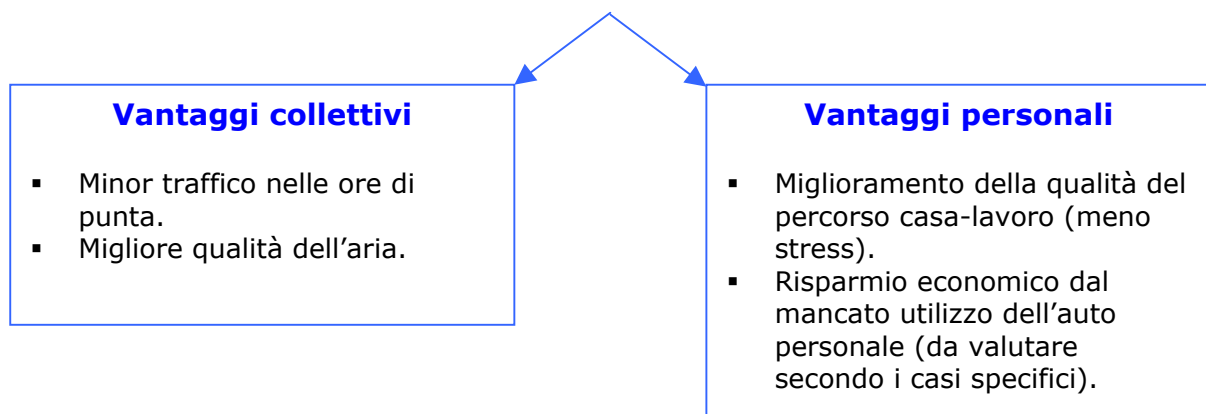 Vantaggi collettivi
▪ Minor traffico nelle ore di
punta.
▪ Migliore qualità dell’aria.
Vantaggi personali
▪ Miglioramento della qualità del
percorso casa-lavoro (meno
stress).
▪ Risparmio economico dal
mancato utilizzo dell’auto
personale (da valutare
secondo i casi specifici).